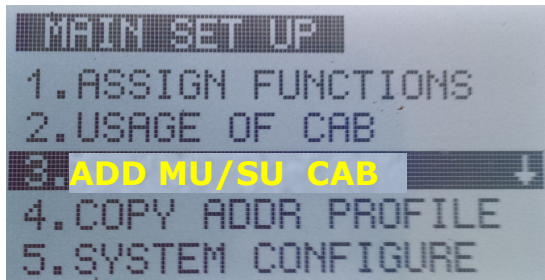 MAIN SET UP
1.ASSIGN FUNCTIONS
2.USAGE OF CAB
3.ADD MU/SU CAB
4.COPY ADDR PROFILE
5.SYSTEM CONFIGURE